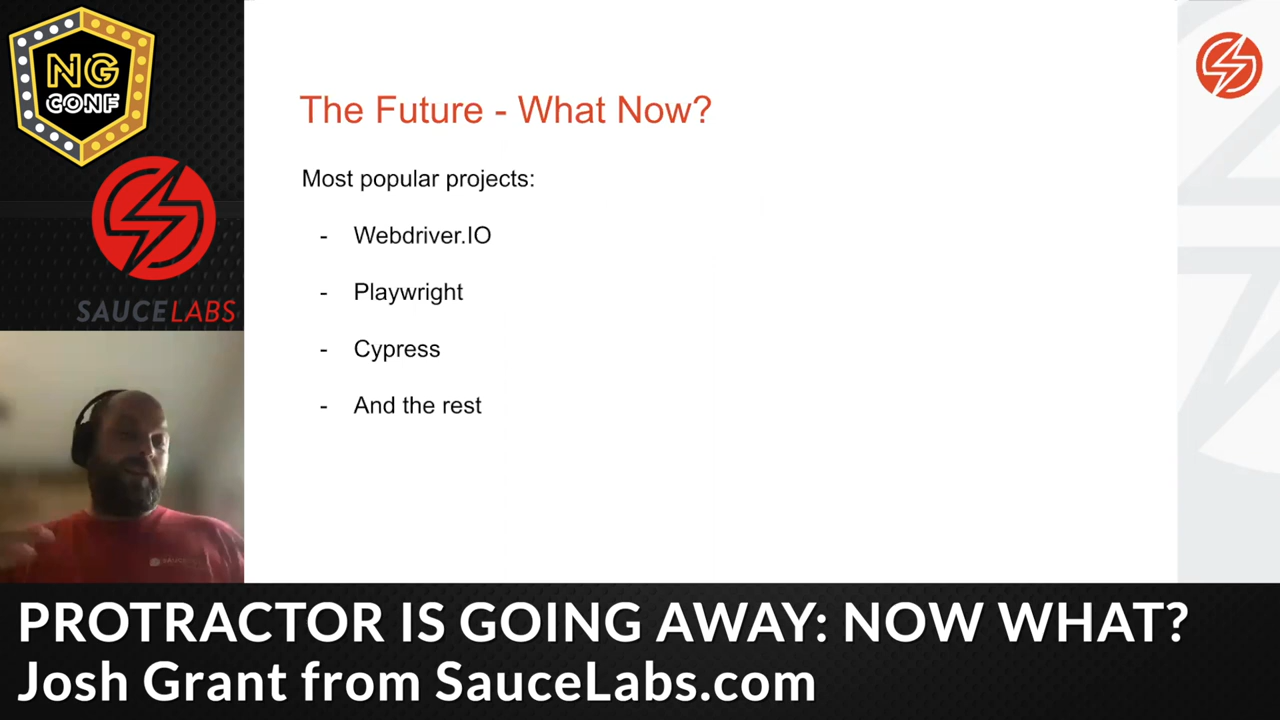 NG
CONF
SAUCELABS
The Future - What Now?
Most popular projects:
- Webdriver.IO
- Playwright
- Cypress
- And the rest
PROTRACTOR IS GOING AWAY: NOW WHAT?
Josh Grant from SauceLabs.com